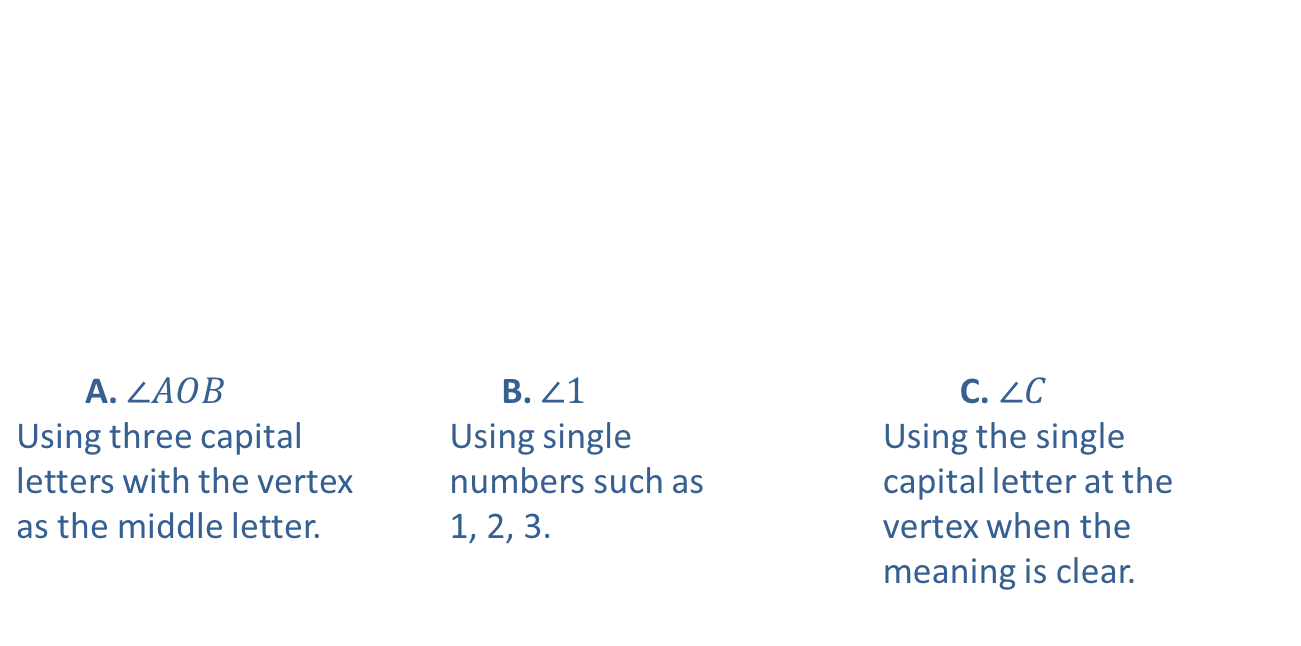 A. ∠AOB
Using three capital
letters with the vertex
as the middle letter.
B. ∠1
Using single
numbers such as
1, 2, 3.
C. ∠C
Using the single
capital letter at the
vertex when the
meaning is clear.